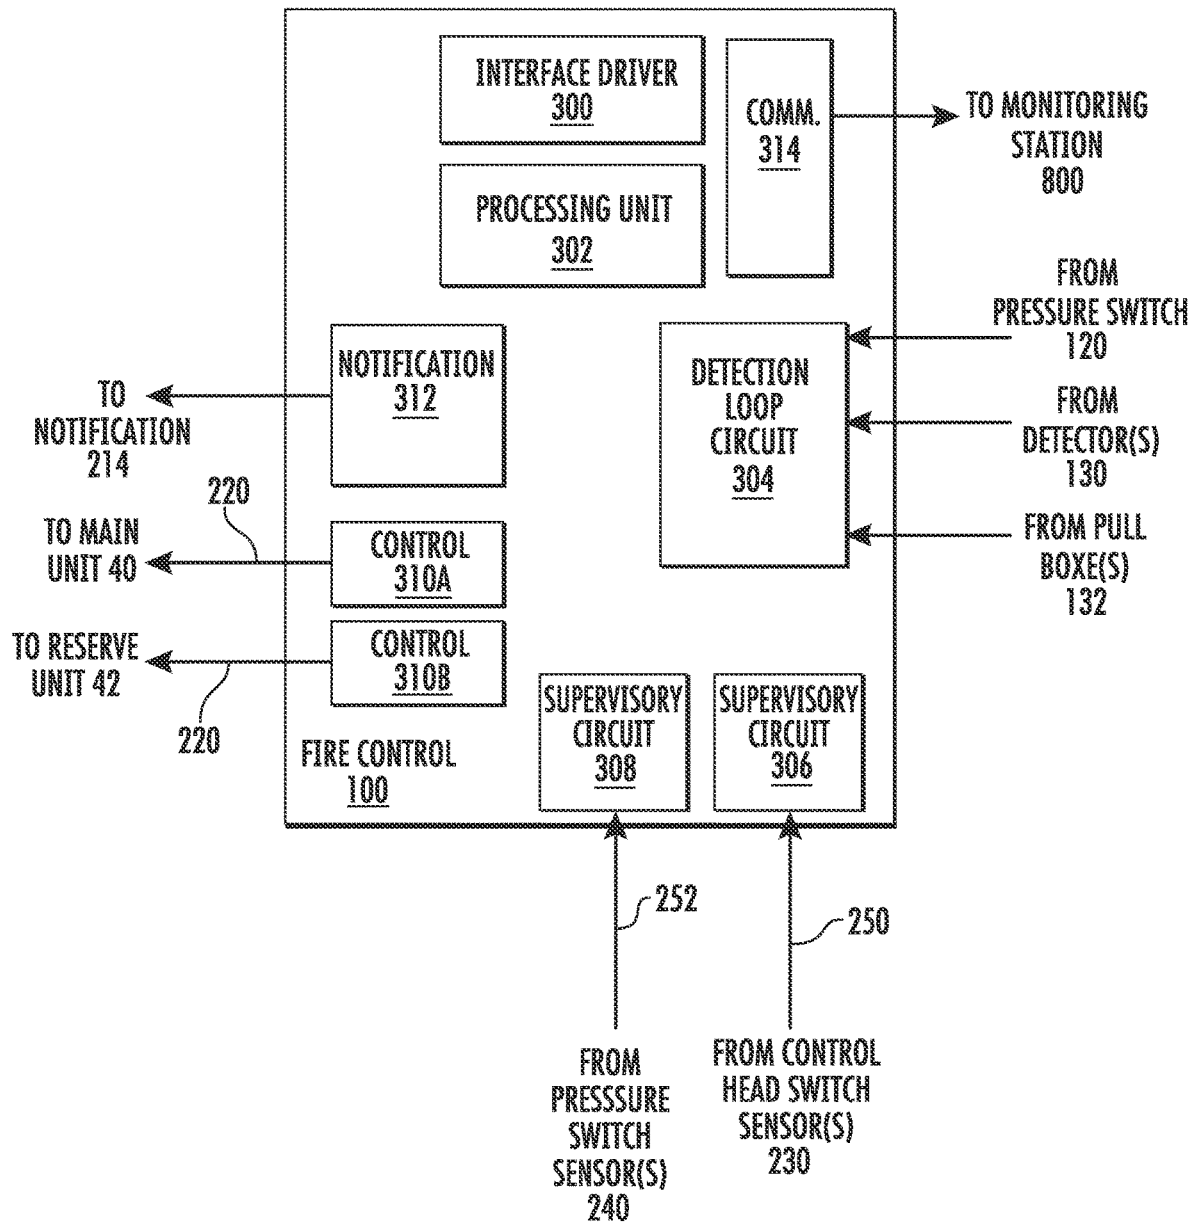 INTERFACE DRIVER
300
COMM.
314
TO MONITORING
STATION
800
PROCESSING UNIT
302
FROM
PRESSURE SWITCH
120
NOTIFICATION
312
DETECTION
LOOP
CIRCUIT
304
TO
NOTIFICATION
214
FROM
DETECTOR(S)
130
220
TO MAIN
UNIT 40
CONTROL
310A
FROM PULL
BOXE(S)
132
TO RESERVE
UNIT 42
CONTROL
310B
220
SUPERVISORY
CIRCUIT
308
SUPERVISORY
CIRCUIT
306
FIRE CONTROL
100
252
250
FROM
PRESSSURE
SWITCH
SENSOR(S)
240
FROM CONTROL
HEAD SWITCH
SENSOR(S)
230